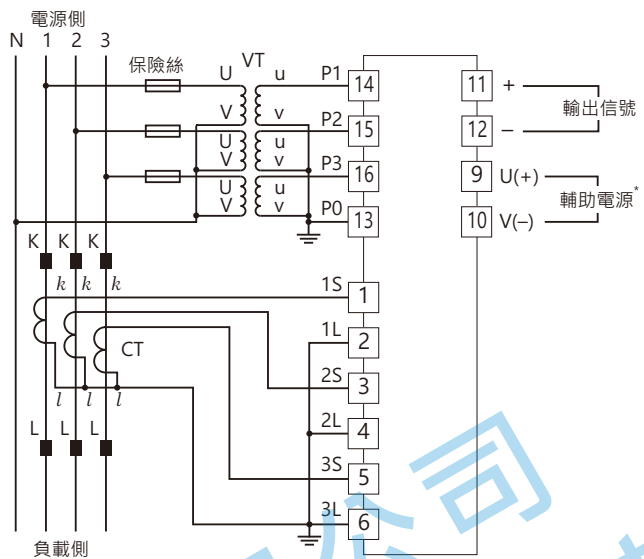 電源側
N 1 2 3
保險絲
VT
U u P1 14
V v
U u P2 15
V v
U u P3 16
V v
P0 13
11 +
12 –
輸出信號
9 U(+)
10 V(–)
輔助電源*
K K K
k k k
1S 1
1L 2
CT
2S 3
l l l
2L 4
L L L
3S 5
3L 6
負載側
公司